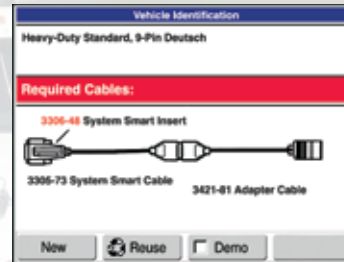 Vehicle Identification
Heavy-Duty Standard, 9-Pin Deutsch
Required Cables:
3306-48 System Smart Insert
3305-73 System Smart Cable
3421-81 Adapter Cable
New
Reuse
Demo